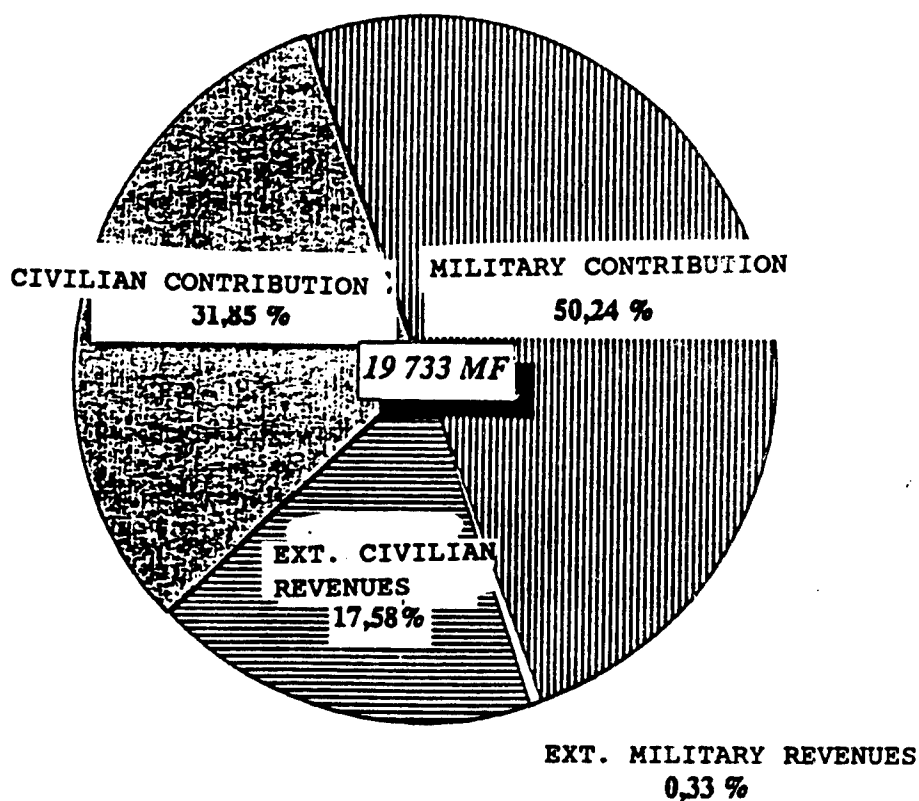 CIVILIAN CONTRIBUTION
31,85 %
MILITARY CONTRIBUTION
50,24 %
19 733 MF
EXT. CIVILIAN
REVENUES
17,58%
EXT. MILITARY REVENUES
0,33 %